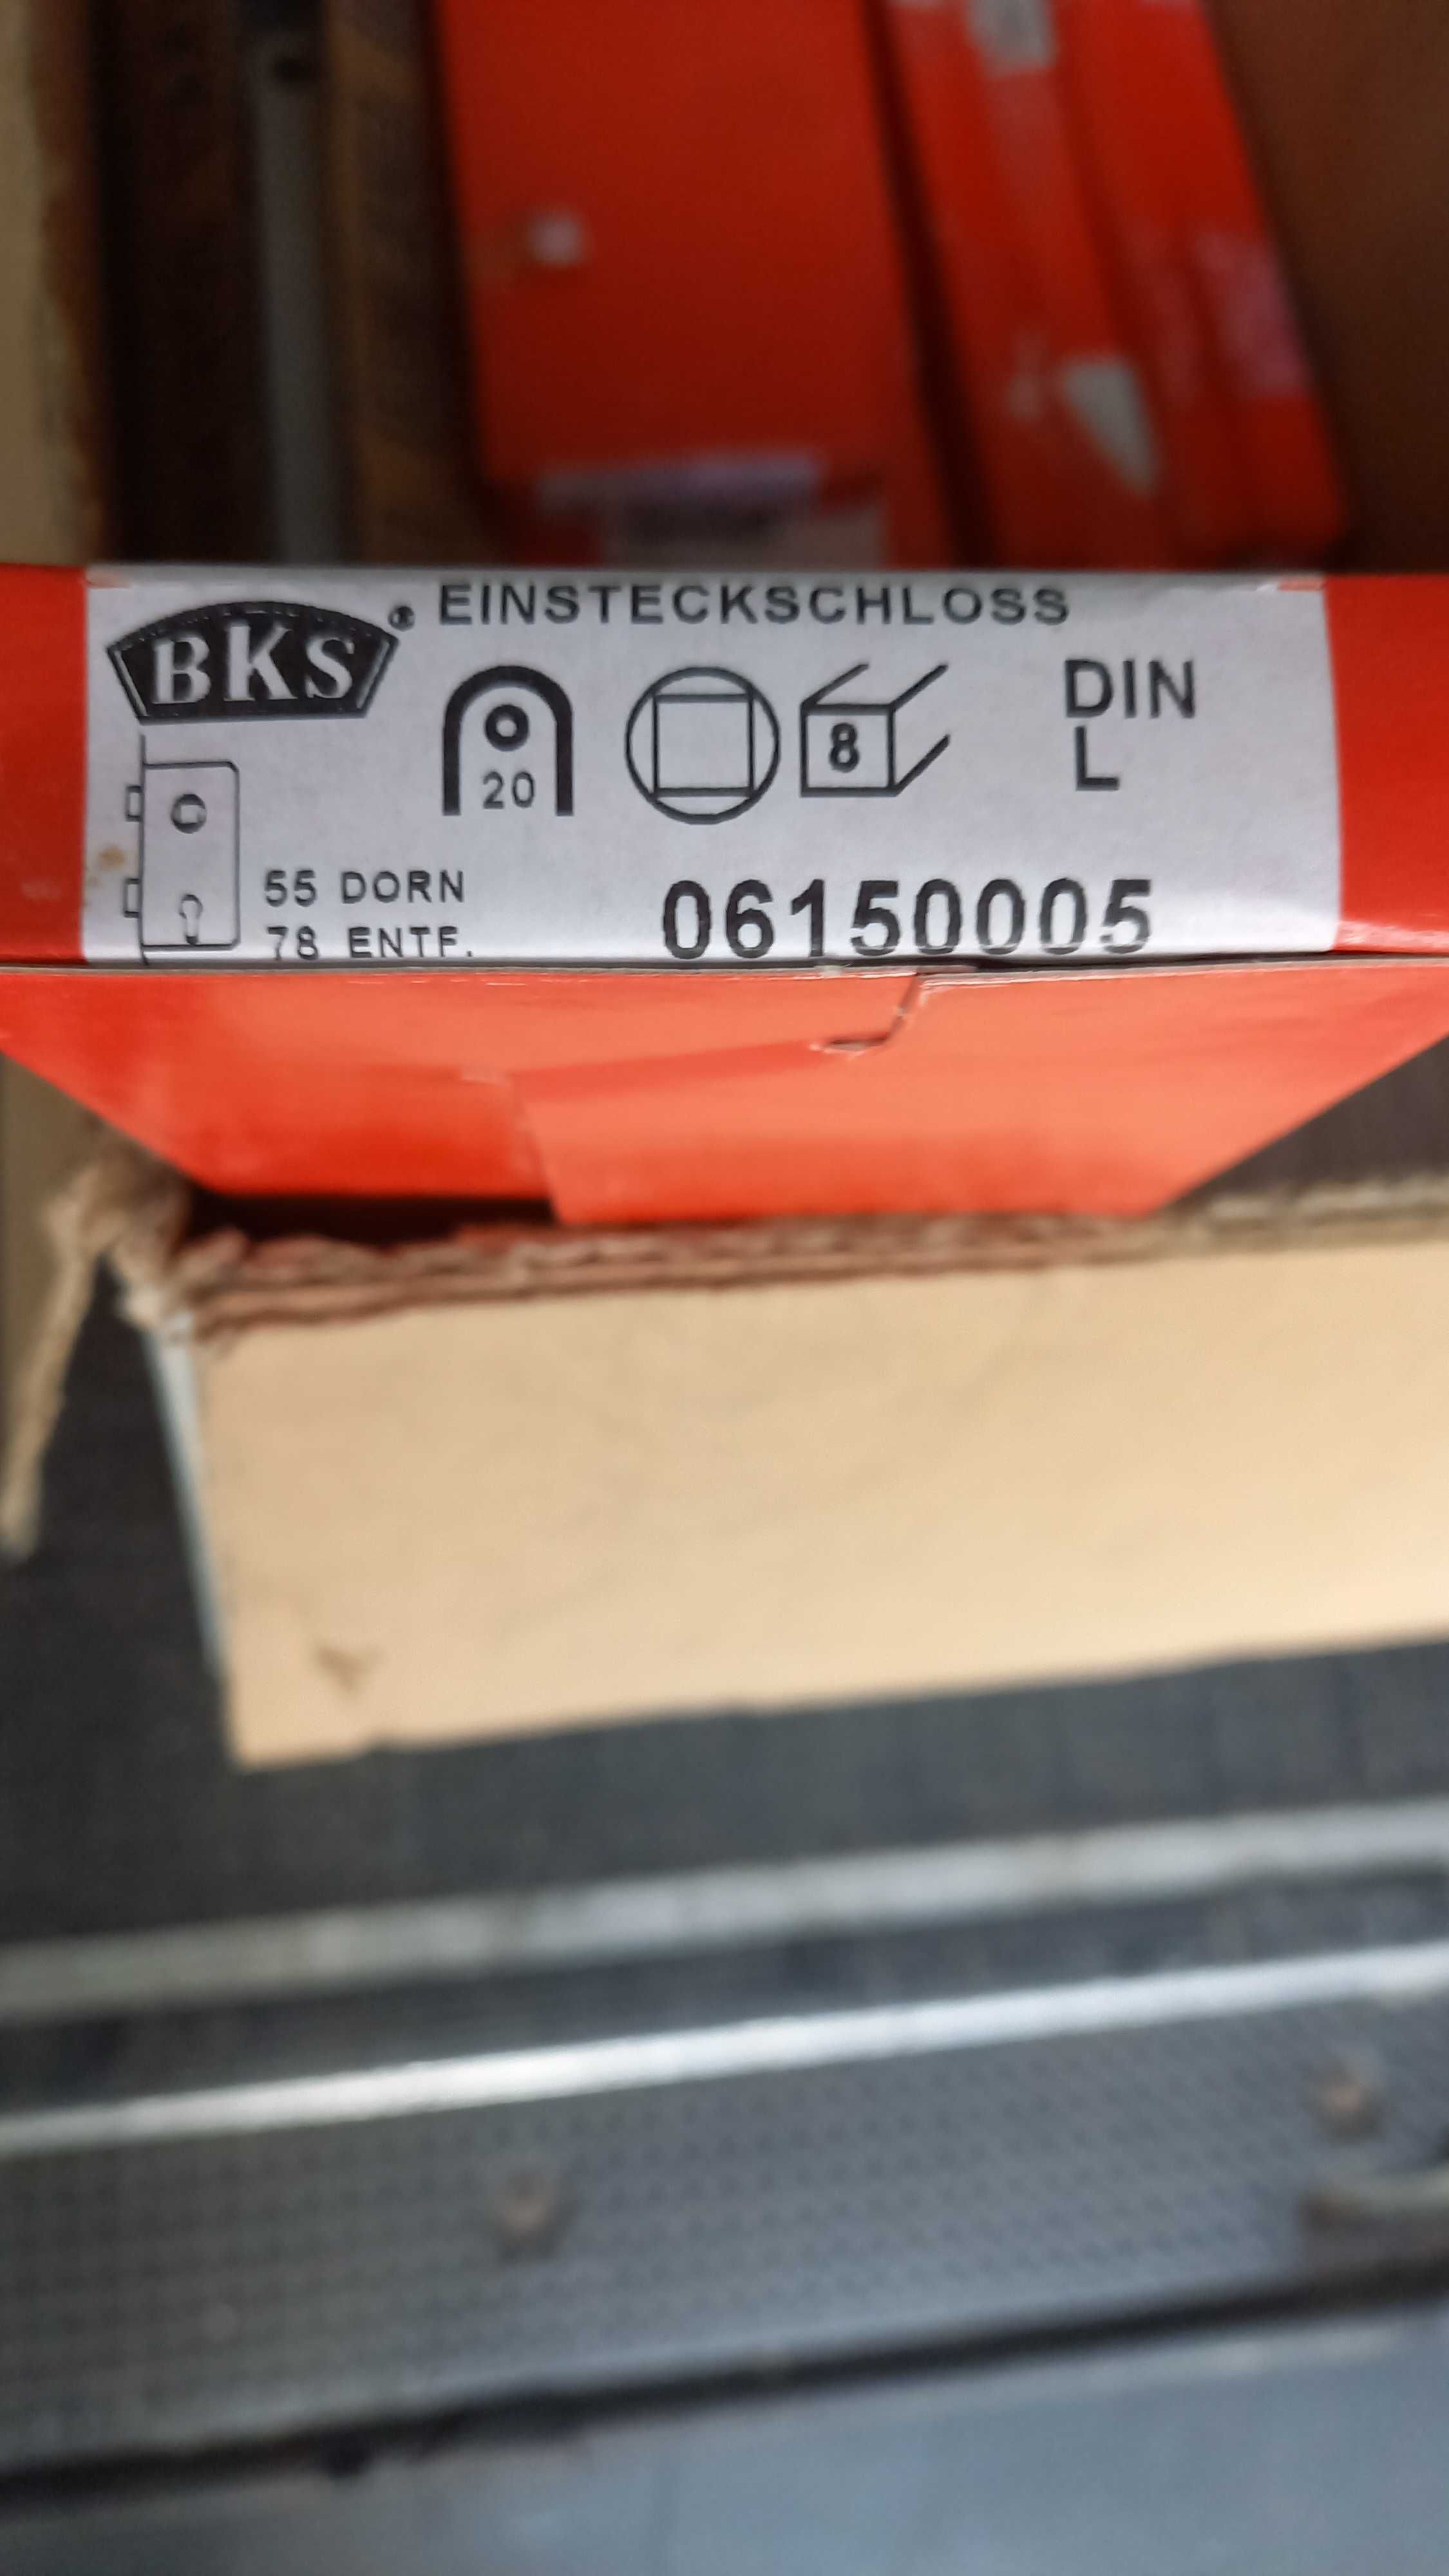 BKS® EINSTECKSCHLOSS
20
8
DIN
L
55 DORN
78 ENTF.
06150005